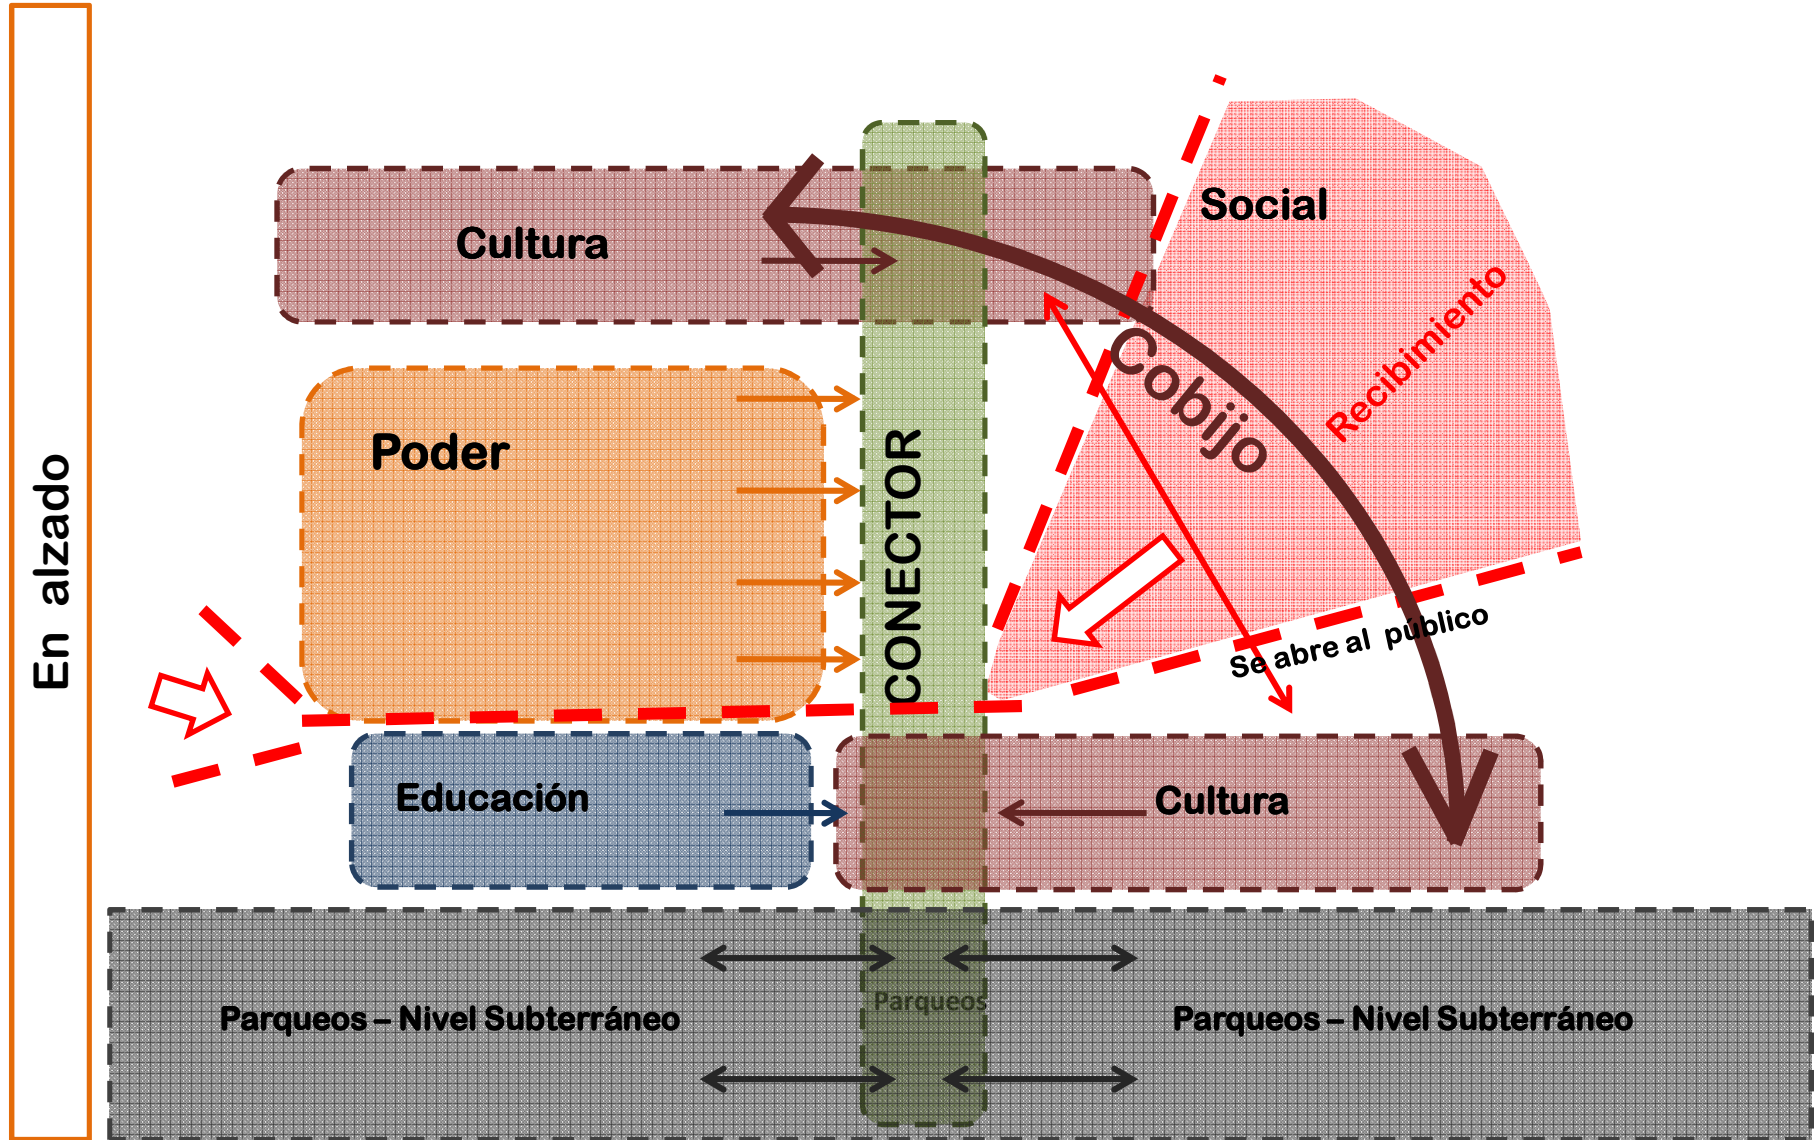 En alzado
Social
Cultura
Recibimiento
Cobijo
Poder
CONECTOR
Se abre al público
Educación
Cultura
Parqueos
Parqueos – Nivel Subterráneo
Parqueos – Nivel Subterráneo